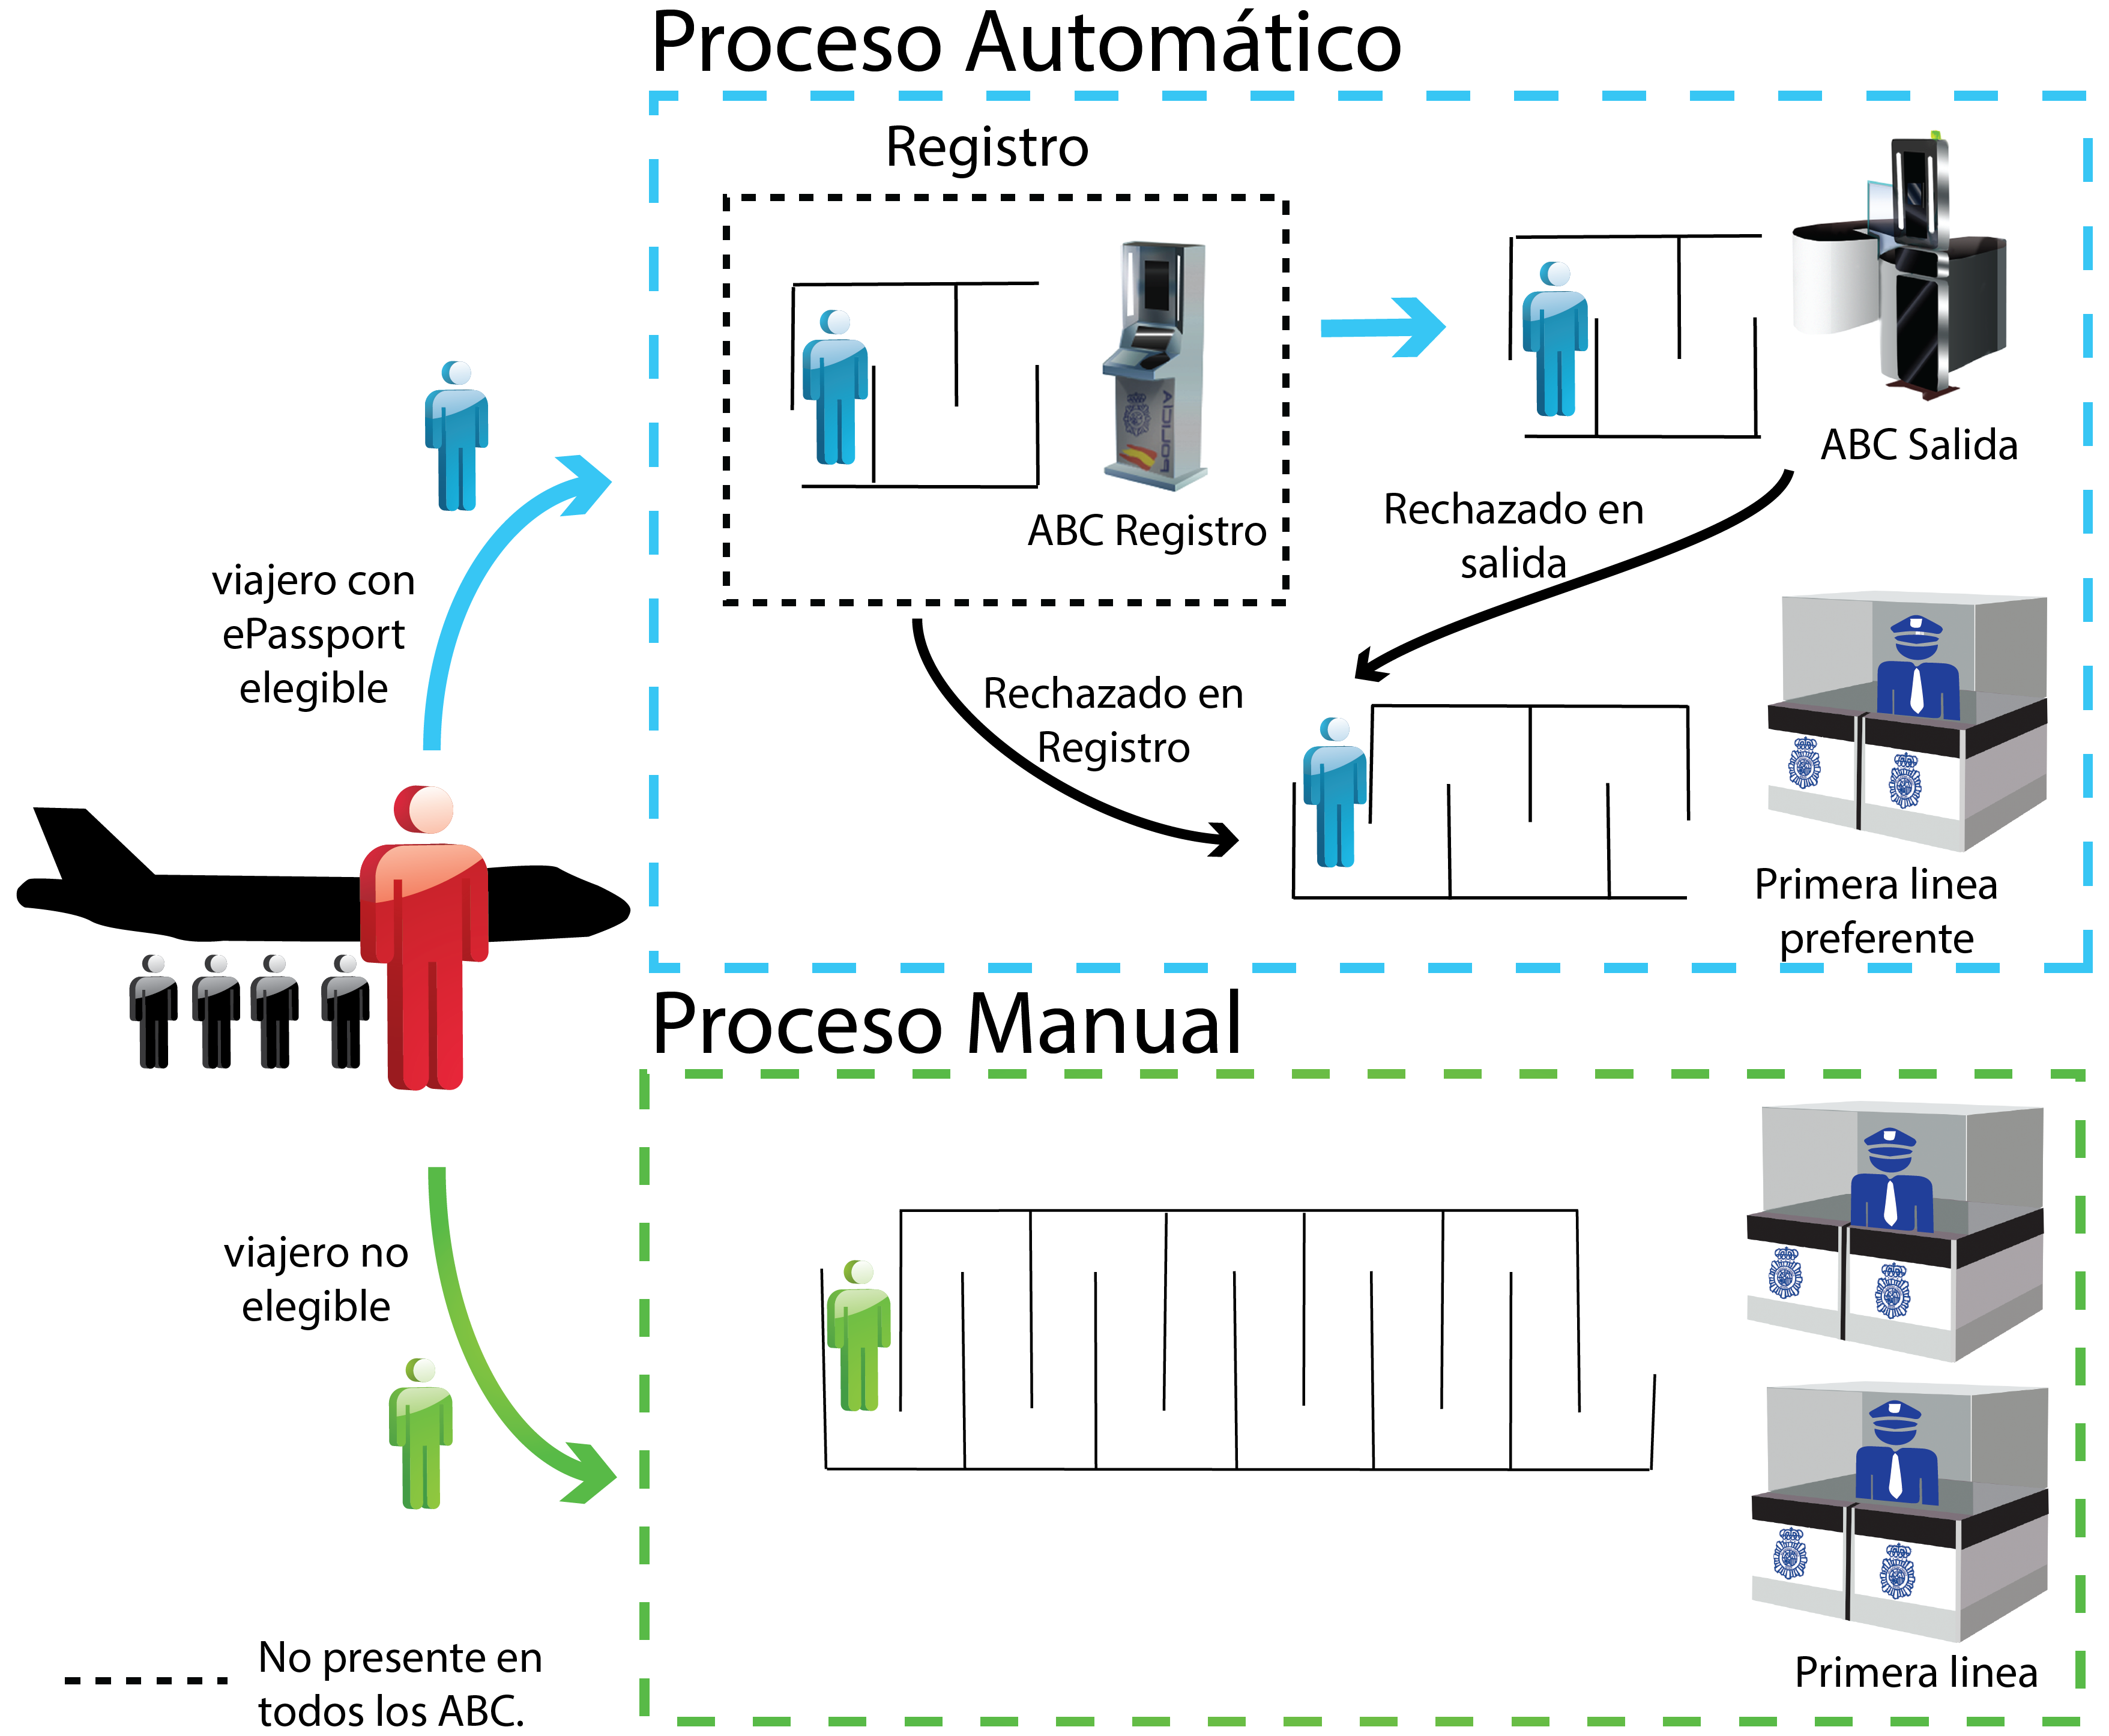 Proceso Automático
Registro
ABC Registro
POLICIA
ABC Salida
Rechazado en
salida
viajero con
ePassport
elegible
Rechazado en
Registro
Primera linea
preferente
Proceso Manual
viajero no
elegible
Primera linea
No presente en
todos los ABC.